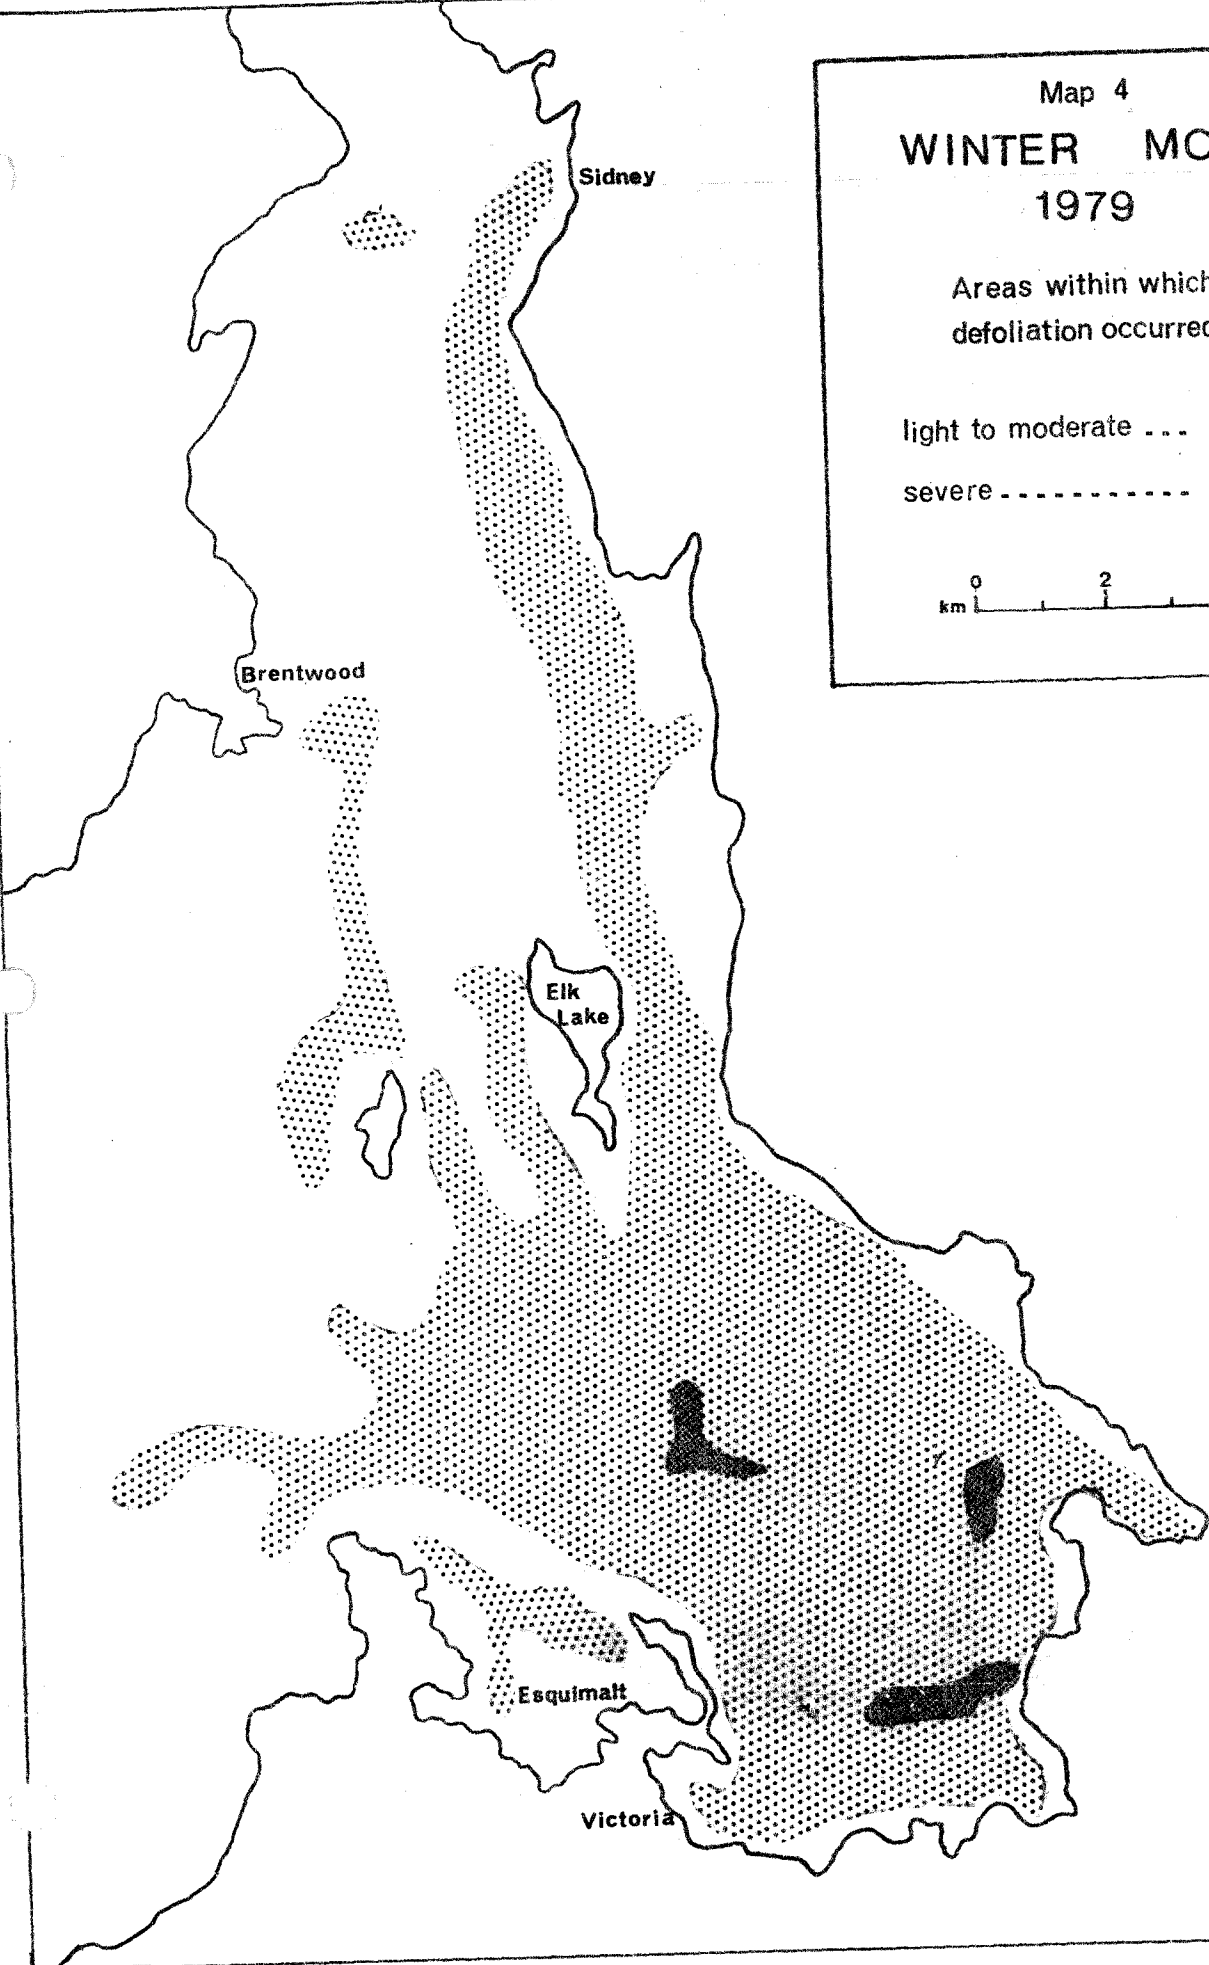 Map 4
WINTER MO
1979
Areas within which
defoliation occurred
light to moderate ...
severe -----------
0 2
km
Sidney
Brentwood
Elk
Lake
Esquimalt
Victoria